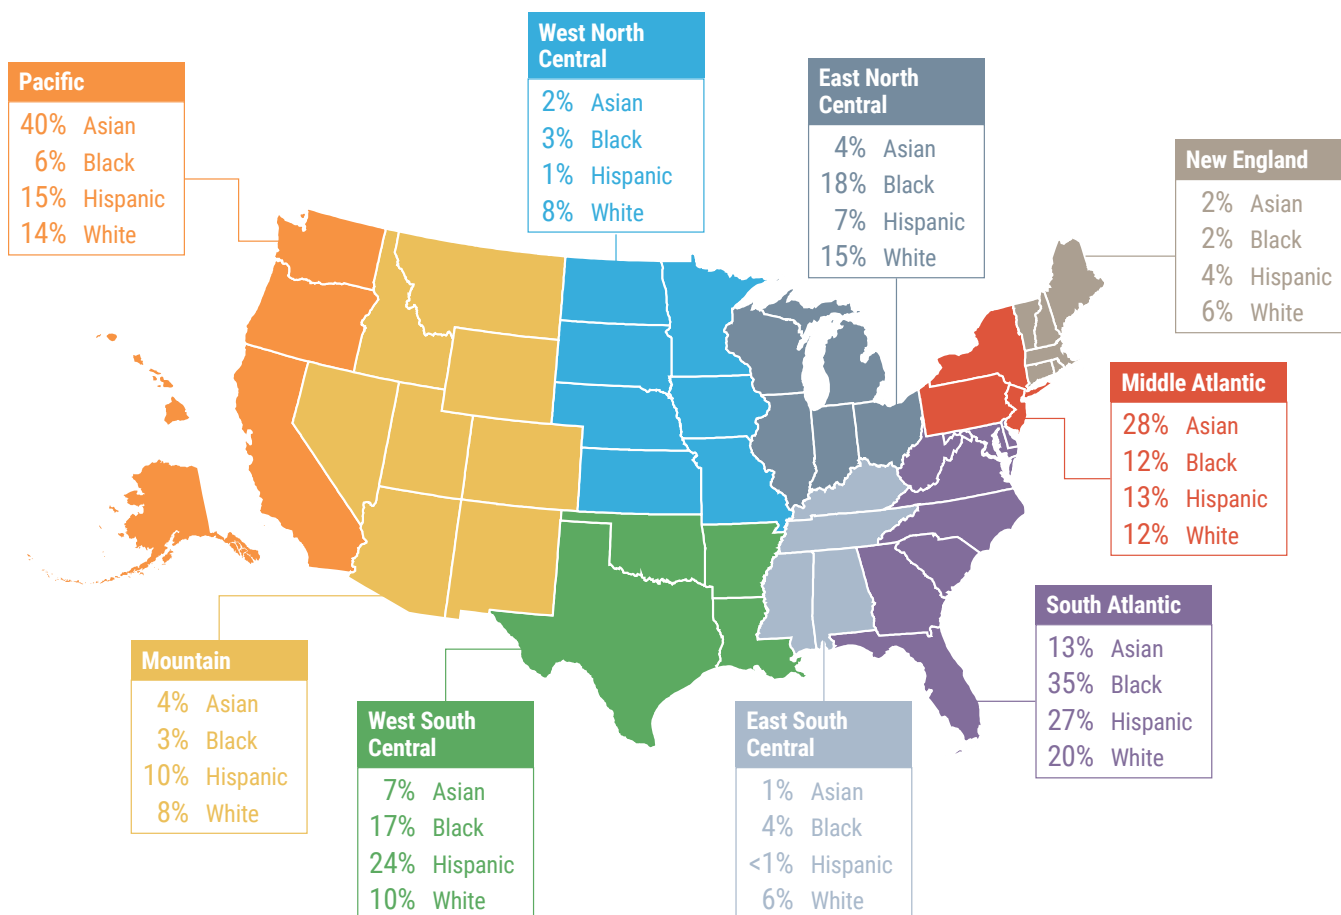 Pacific
40% Asian
6% Black
15% Hispanic
14% White
West North
Central
2% Asian
3% Black
1% Hispanic
8% White
East North
Central
4% Asian
18% Black
7% Hispanic
15% White
New England
2% Asian
2% Black
4% Hispanic
6% White
Middle Atlantic
28% Asian
12% Black
13% Hispanic
12% White
South Atlantic
13% Asian
35% Black
27% Hispanic
20% White
Mountain
4% Asian
3% Black
10% Hispanic
8% White
West South
Central
7% Asian
17% Black
24% Hispanic
10% White
East South
Central
1% Asian
4% Black
<1% Hispanic
6% White